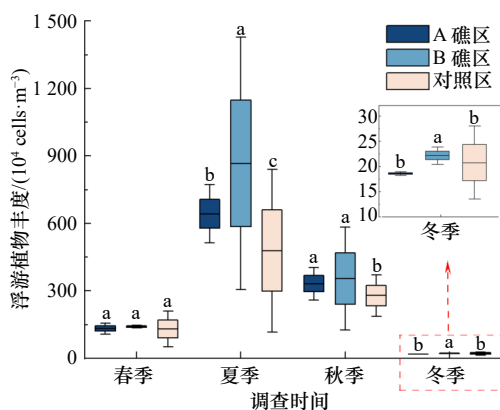 浮游植物丰度/(10⁴ cells·m⁻³)
1 500
1 200
900
600
300
0
A 礁区
B 礁区
对照区
a a a
b a c
a a b
b a b
30
25
20
15
10
b a b
冬季
春季 夏季 秋季 冬季
调查时间